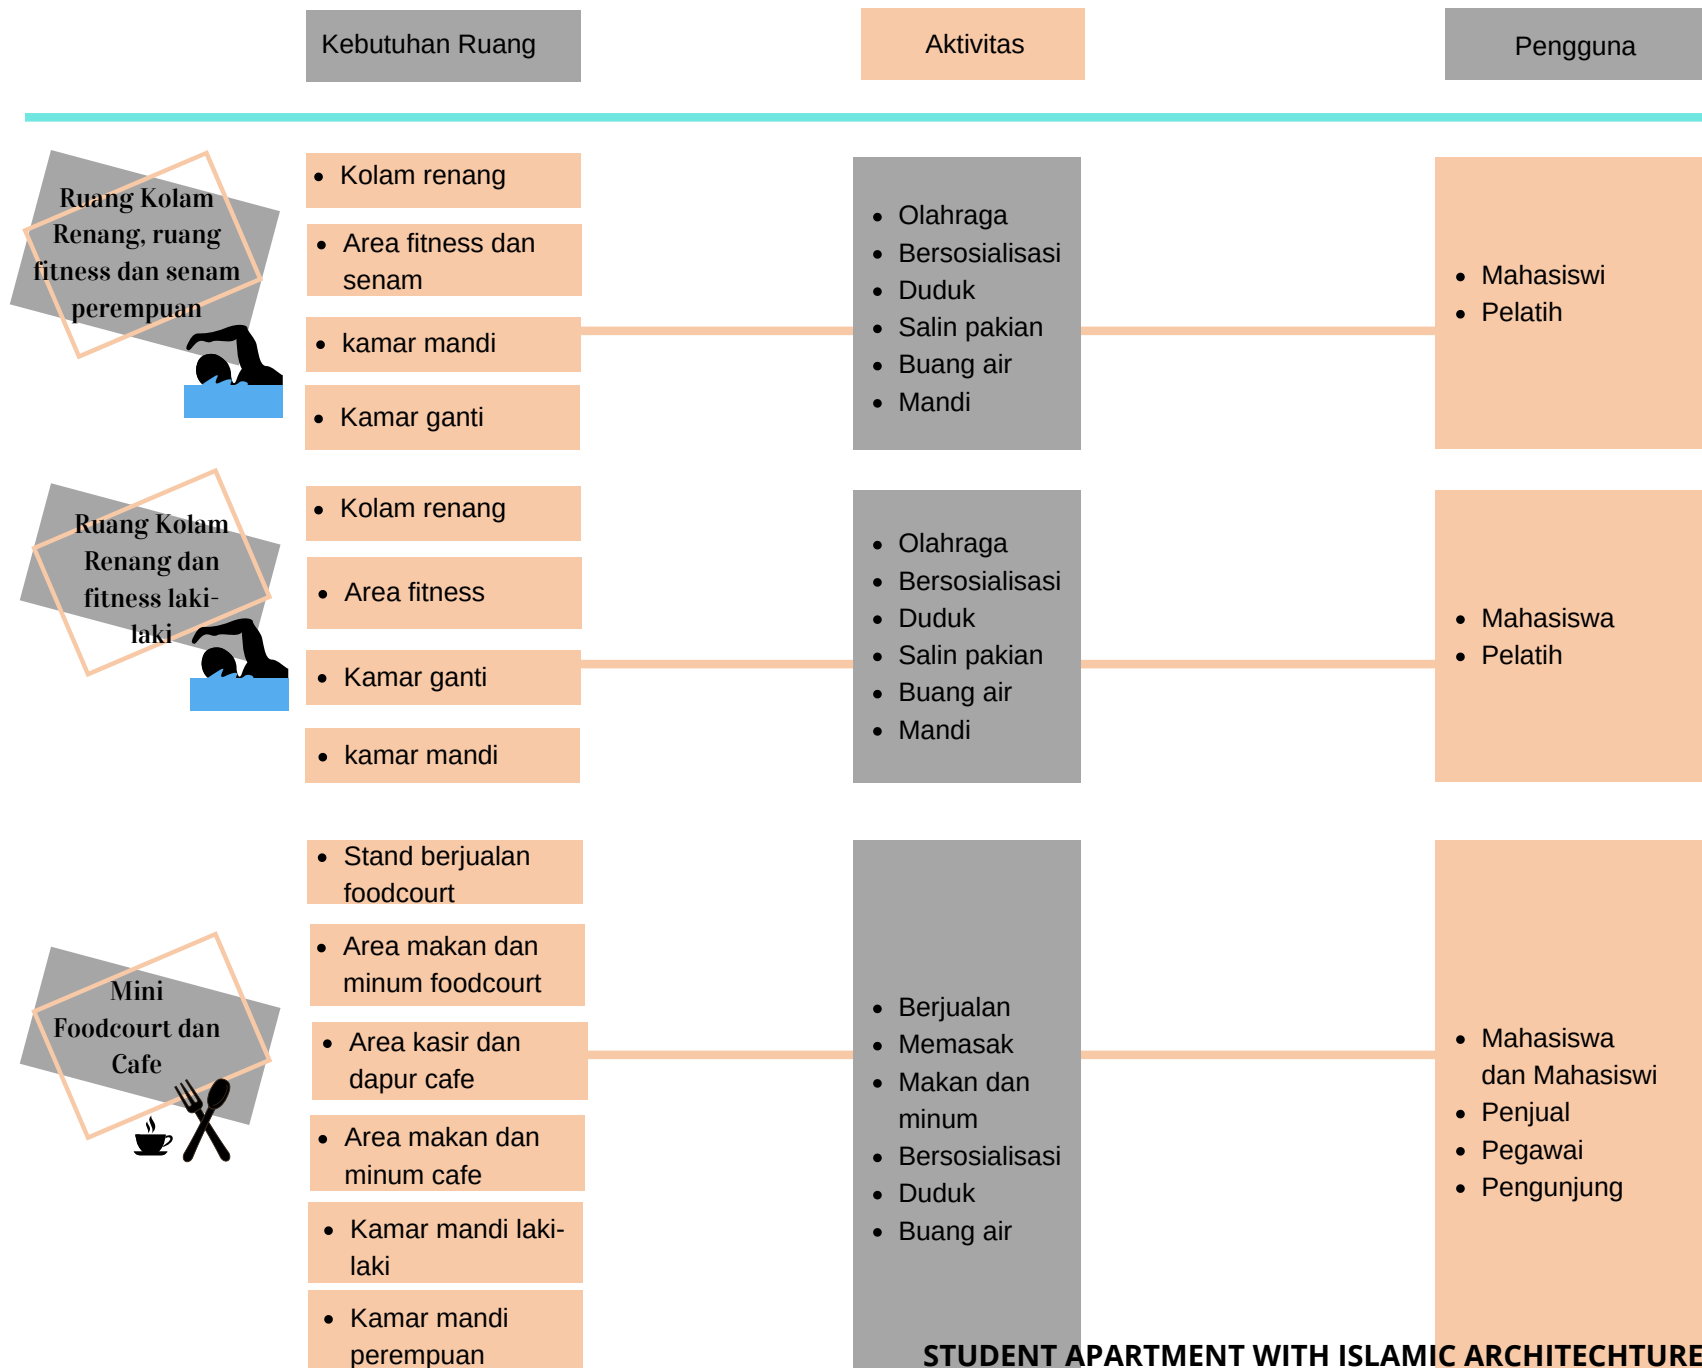 Kebutuhan Ruang
Aktivitas
Pengguna
Ruang Kolam
Renang, ruang
fitness dan senam
perempuan
• Kolam renang
• Area fitness dan
senam
• kamar mandi
• Kamar ganti
• Olahraga
• Bersosialisasi
• Duduk
• Salin pakian
• Buang air
• Mandi
• Mahasiswi
• Pelatih
Ruang Kolam
Renang dan
fitness laki-
laki
• Kolam renang
• Area fitness
• Kamar ganti
• kamar mandi
• Olahraga
• Bersosialisasi
• Duduk
• Salin pakian
• Buang air
• Mandi
• Mahasiswa
• Pelatih
Mini
Foodcourt dan
Cafe
• Stand berjualan
foodcourt
• Area makan dan
minum foodcourt
• Area kasir dan
dapur cafe
• Area makan dan
minum cafe
• Kamar mandi laki-
laki
• Kamar mandi
perempuan
• Berjualan
• Memasak
• Makan dan
minum
• Bersosialisasi
• Duduk
• Buang air
• Mahasiswa
dan Mahasiswi
• Penjual
• Pegawai
• Pengunjung
STUDENT APARTMENT WITH ISLAMIC ARCHITECHTURE